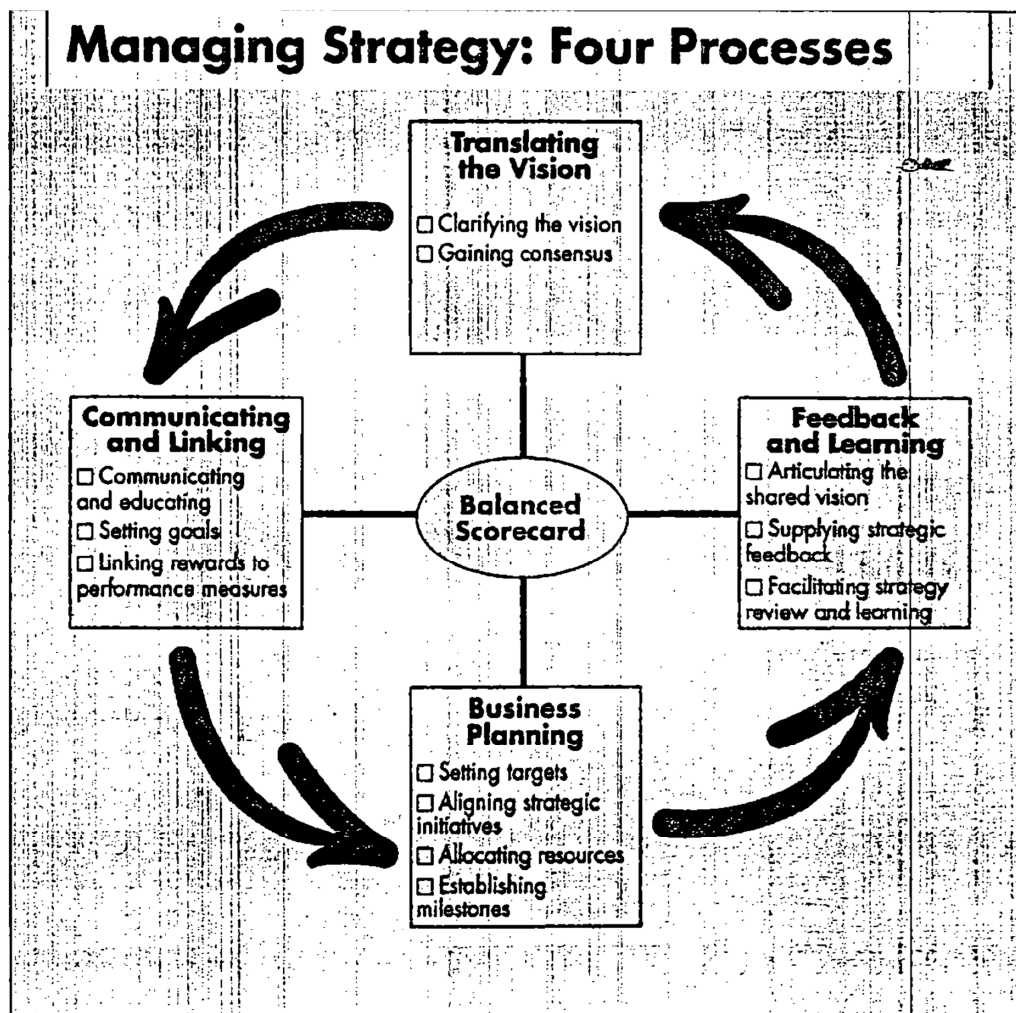 Managing Strategy: Four Processes
Translating
the Vision
☐ Clarifying the vision
☐ Gaining consensus
Communicating
and Linking
☐ Communicating
and educating
☐ Setting goals
☐ Linking rewards to
performance measures
Balanced
Scorecard
Feedback
and Learning
☐ Articulating the
shared vision
☐ Supplying strategic
feedback
☐ Facilitating strategy
review and learning
Business
Planning
☐ Setting targets
☐ Aligning strategic
initiatives
☐ Allocating resources
☐ Establishing
milestones